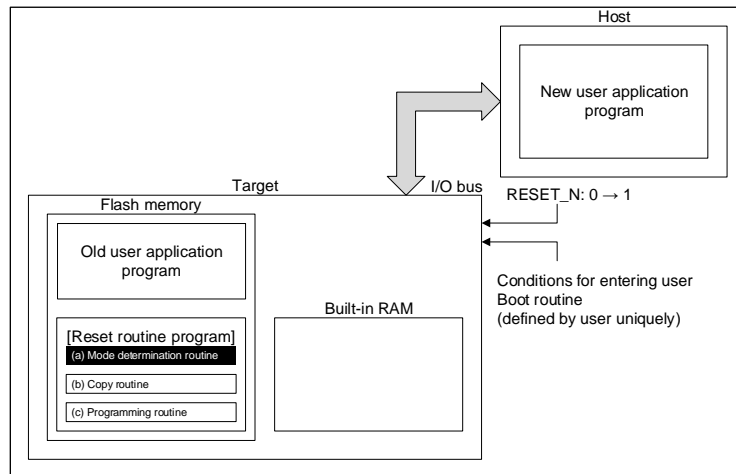 Host
New user application
program
Target
I/O bus
RESET_N: 0 → 1
Flash memory
Old user application
program
Conditions for entering user
Boot routine
(defined by user uniquely)
Built-in RAM
[Reset routine program]
(a) Mode determination routine
(b) Copy routine
(c) Programming routine